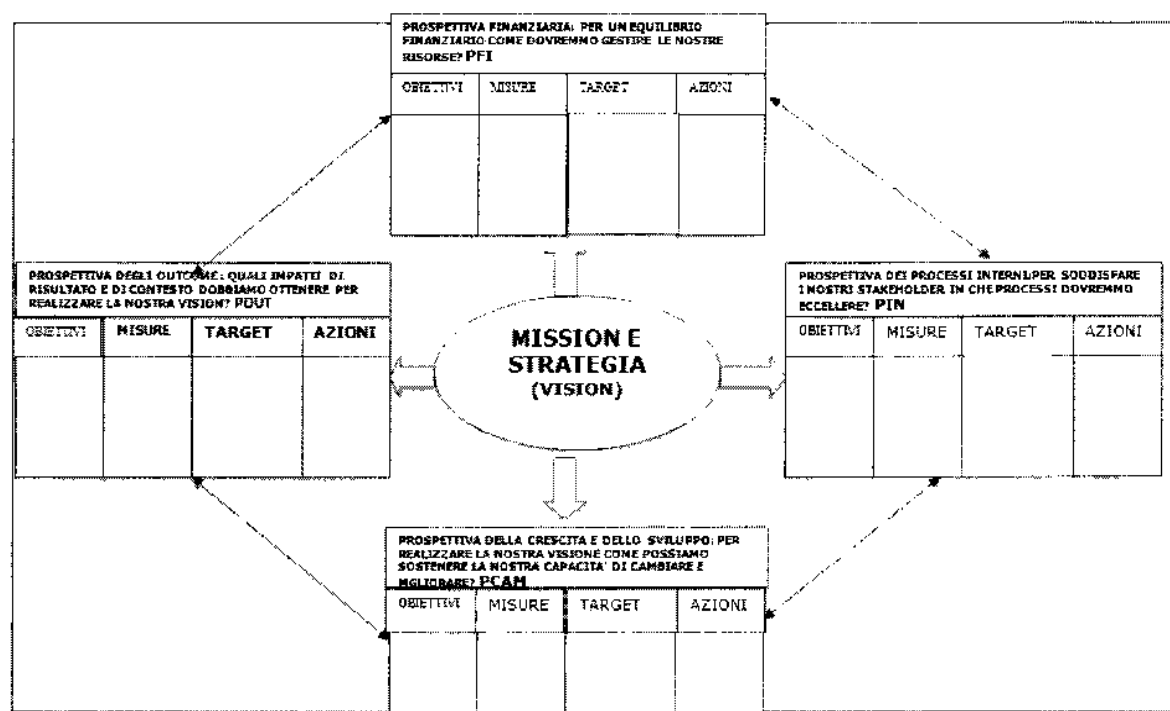 PROSPETTIVA FINANZIARIA: PER UN EQUILIBRIO
FINANZIARIO COME DOVREMMO GESTIRE LE NOSTRE
RISORSE? PFI
OBIETTIVI MISURE TARGET AZIONI
PROSPETTIVA DEGLI OUTCOME: QUALI IMPATTI DI
RISULTATO E DI CONTESTO DOBBIAMO OTTENERE PER
REALIZZARE LA NOSTRA VISION? POUT
OBIETTIVI MISURE TARGET AZIONI
MISSION E
STRATEGIA
(VISION)
PROSPETTIVA DEI PROCESSI INTERNI:PER SODDISFARE
I NOSTRI STAKEHOLDER IN CHE PROCESSI DOVREMMO
ECCELLERE? PIN
OBIETTIVI MISURE TARGET AZIONI
PROSPETTIVA DELLA CRESCITA E DELLO SVILUPPO: PER
REALIZZARE LA NOSTRA VISIONE COME POSSIAMO
SOSTENERE LA NOSTRA CAPACITA' DI CAMBIARE E
MGLIORARE? PCAM
OBIETTIVI MISURE TARGET AZIONI